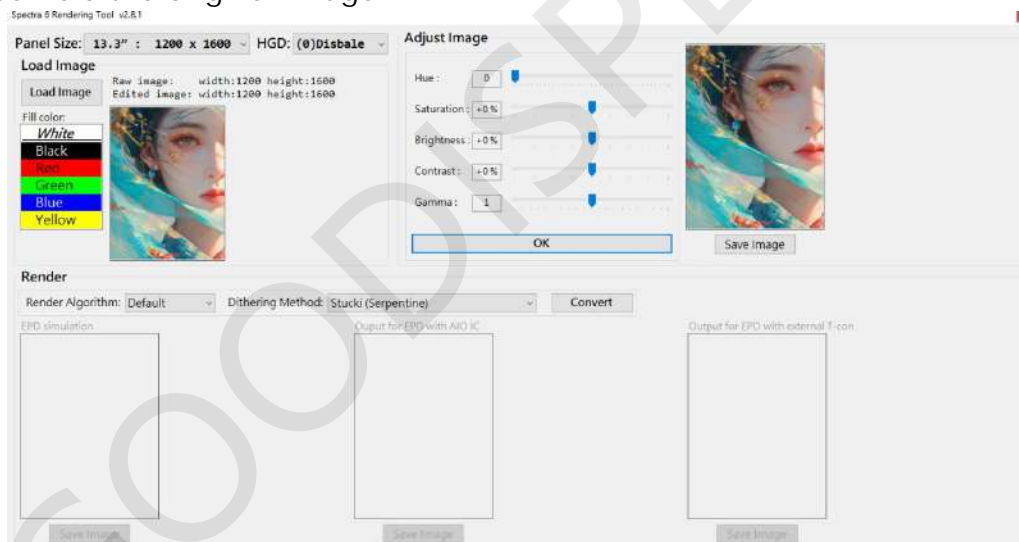 Spectra 6 Rendering Tool v2.8.1
Panel Size: 13.3" : 1200 x 1600 HGD: (0)Disbale
Load Image
Load Image
Raw image: width:1200 height:1600
Edited image: width:1200 height:1600
Fill color:
White
Black
Red
Green
Blue
Yellow
Adjust Image
Hue: 0
Saturation: +0%
Brightness: +0%
Contrast: +0%
Gamma: 1
OK
Save Image
Render
Render Algorithm: Default Dithering Method: Stucki (Serpentine) Convert
EPD simulation
Ouput for EPD with AIO IC
Output for EPD with external T-con
Save Image
Save Image
Save Image